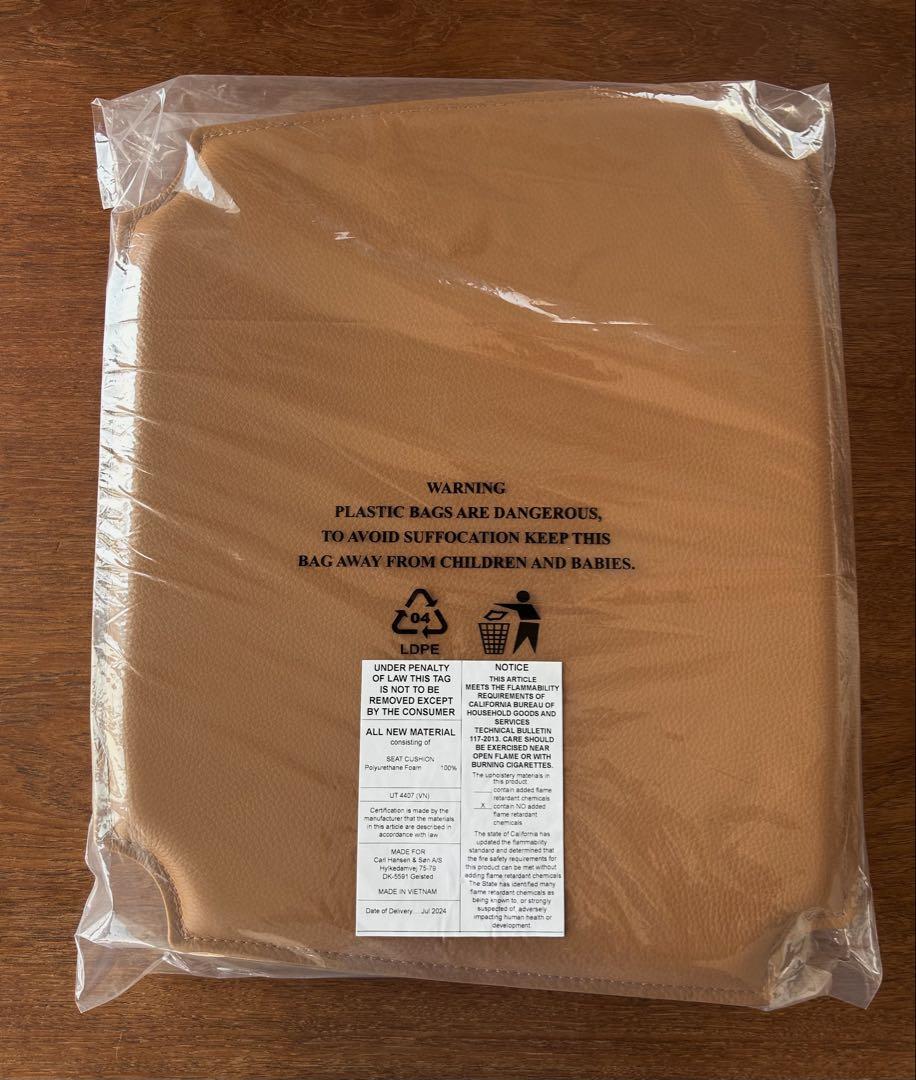 WARNING
PLASTIC BAGS ARE DANGEROUS,
TO AVOID SUFFOCATION KEEP THIS
BAG AWAY FROM CHILDREN AND BABIES.
04
LDPE
UNDER PENALTY
OF LAW THIS TAG
IS NOT TO BE
REMOVED EXCEPT
BY THE CONSUMER
ALL NEW MATERIAL
consisting of
SEAT CUSHION
Polyurethane Foam 100%
UT 4407 (VN)
Certification is made by the
manufacturer that the materials
in this article are described in
accordance with law
MADE FOR
Carl Hansen & Søn A/S
Hylkedamvej 75-79
DK-5591 Gelsted
MADE IN VIETNAM
Date of Delivery... Jul 2024
NOTICE
THIS ARTICLE
MEETS THE FLAMMABILITY
REQUIREMENTS OF
CALIFORNIA BUREAU OF
HOUSEHOLD GOODS AND
SERVICES
TECHNICAL BULLETIN
117-2013. CARE SHOULD
BE EXERCISED NEAR
OPEN FLAME OR WITH
BURNING CIGARETTES.
The upholstery materials in
this product:
____ contain added flame
retardant chemicals
__X__ contain NO added
flame retardant
chemicals
The state of California has
updated the flammability
standard and determined that
the fire safety requirements for
this product can be met without
adding flame retardant chemicals
The State has identified many
flame retardant chemicals as
being known to, or strongly
suspected of, adversely
impacting human health or
development.